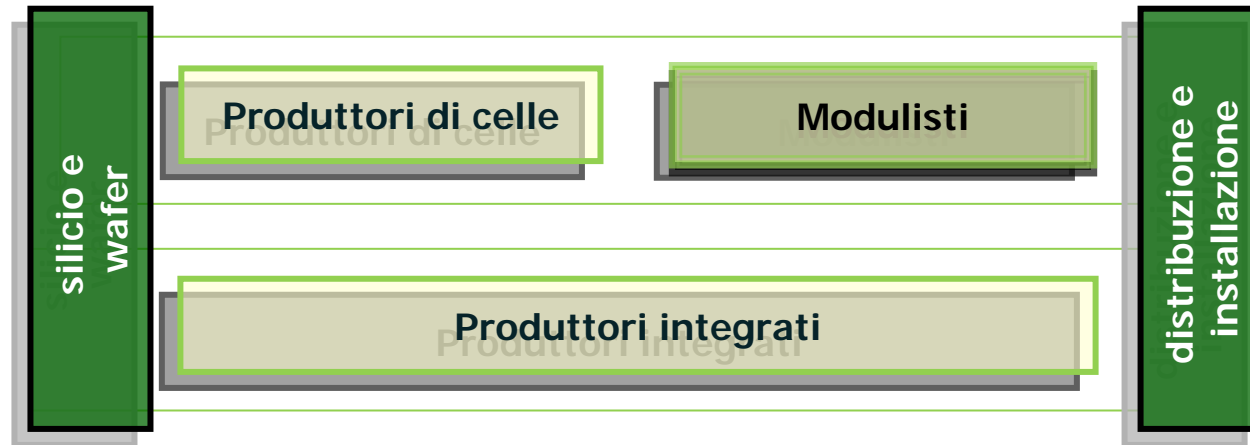 silicio e
wafer
Produttori di celle
Modulisti
Produttori integrati
distribuzione e
installazione